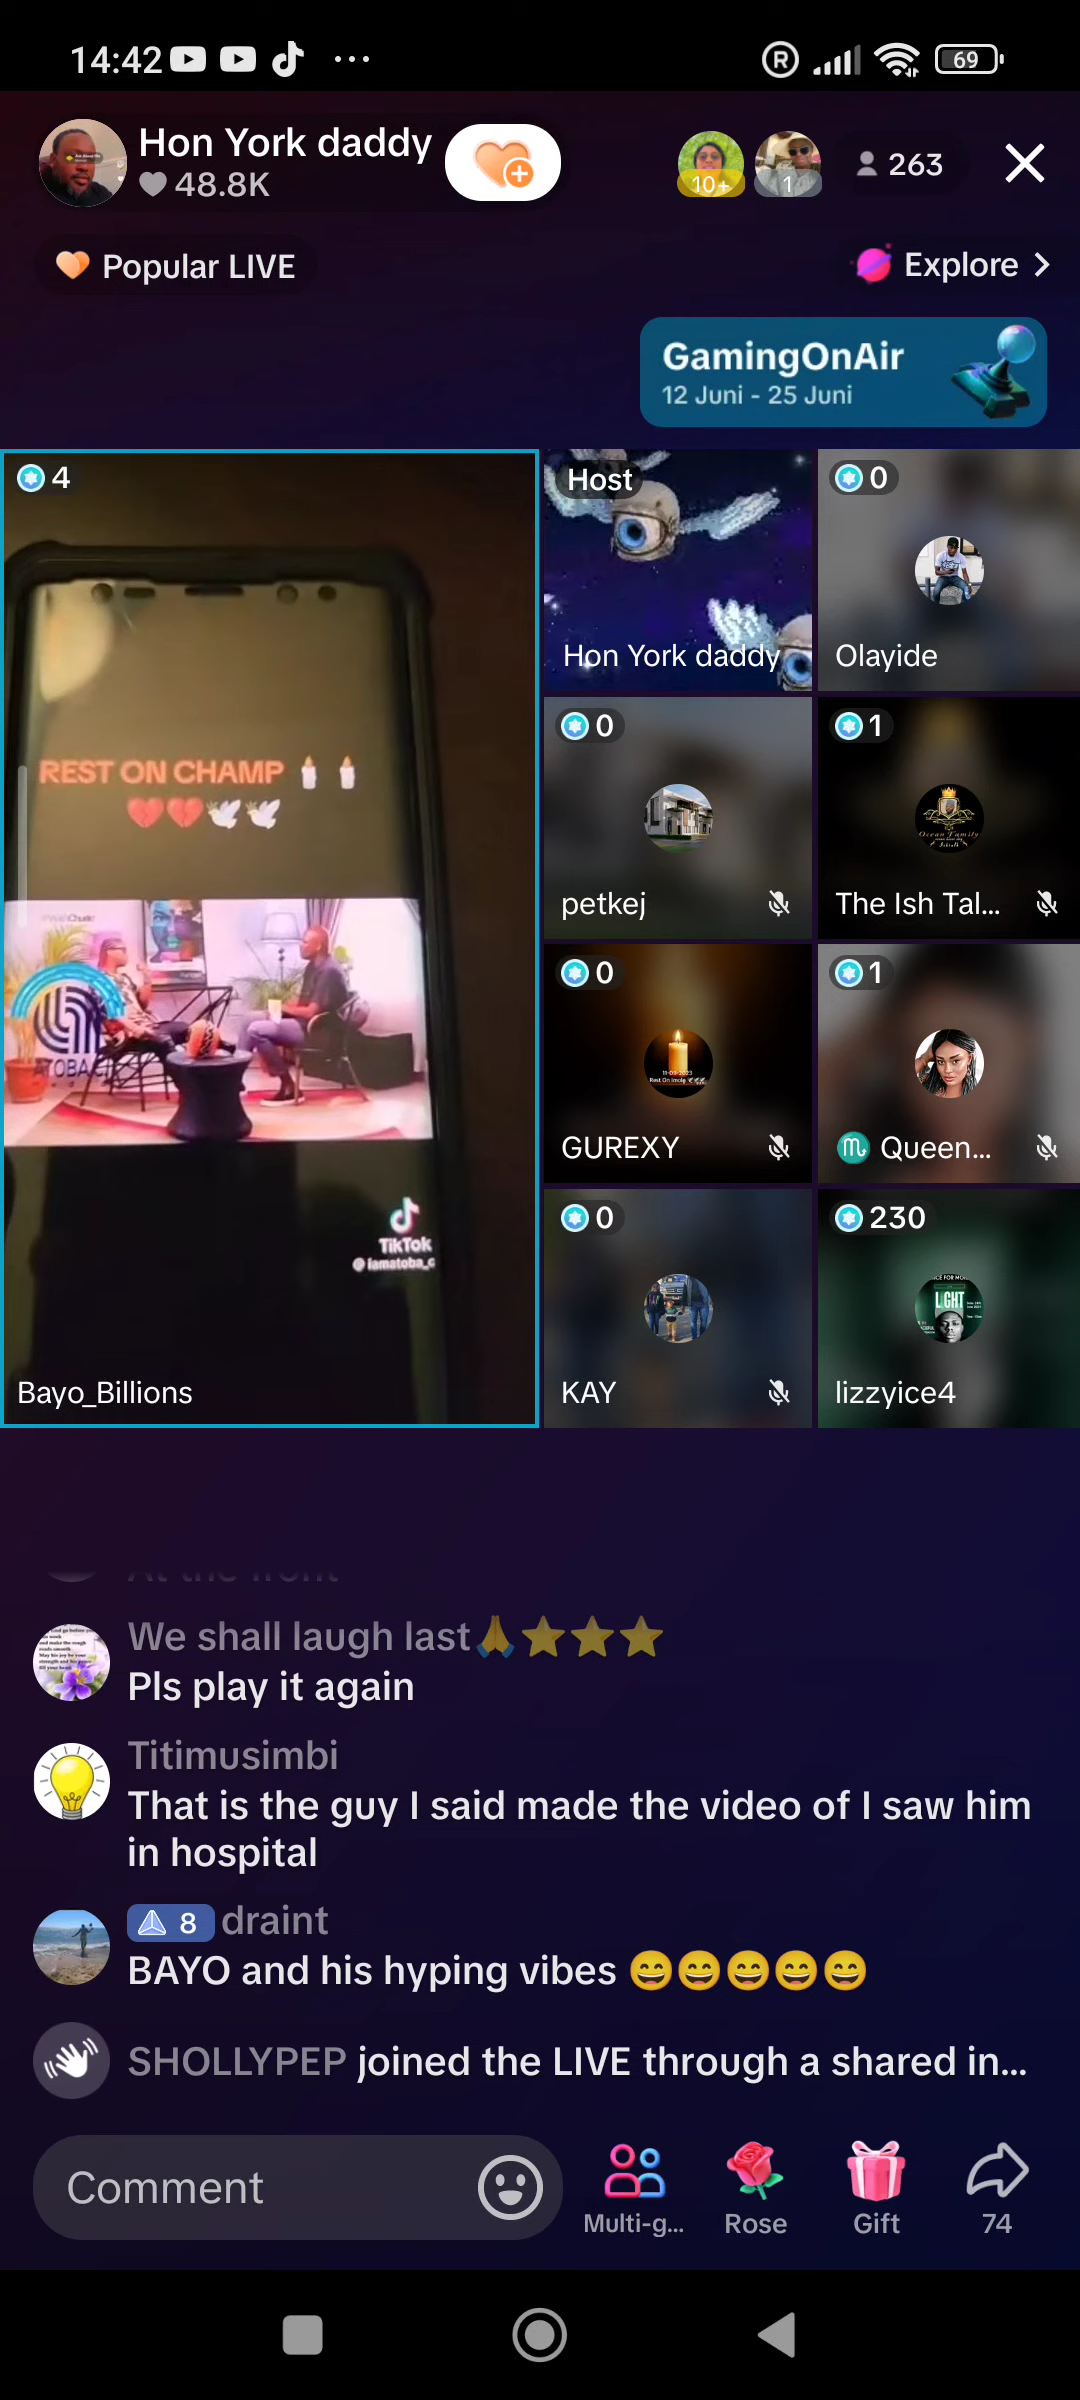 14:42
69
Hon York daddy
48.8K
10+
1
263
Popular LIVE
Explore
GamingOnAir
12 Juni - 25 Juni
4
REST ON CHAMP
TikTok
Bayo_Billions
Host
Hon York daddy
0
Olayide
0
petkej
1
The Ish Tal...
0
11-09-2023
GUREXY
1
Queen...
0
KAY
230
LIGHT
lizzyice4
We shall laugh last🙏⭐⭐⭐
Pls play it again
Titimusimbi
That is the guy I said made the video of I saw him
in hospital
8 draint
BAYO and his hyping vibes 😄😄😄😄😄
SHOLLYPEP joined the LIVE through a shared in...
Comment
Multi-g...
Rose
Gift
74